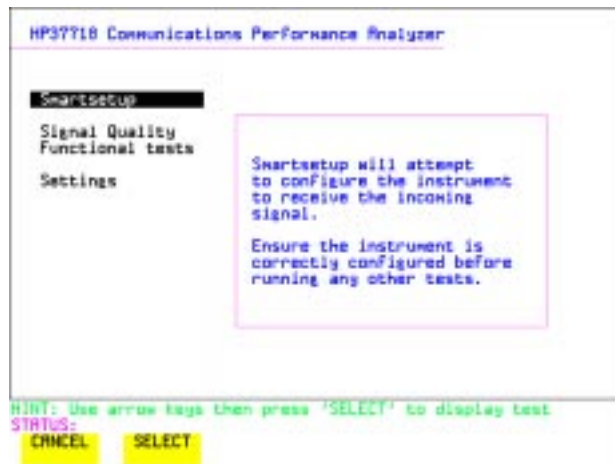 HP37718 Communications Performance Analyzer
Smartsetup
Signal Quality
Functional tests
Settings
Smartsetup will attempt
to configure the instrument
to receive the incoming
signal.
Ensure the instrument is
correctly configured before
running any other tests.
HINT: Use arrow keys then press 'SELECT' to display test
STATUS:
CANCEL SELECT